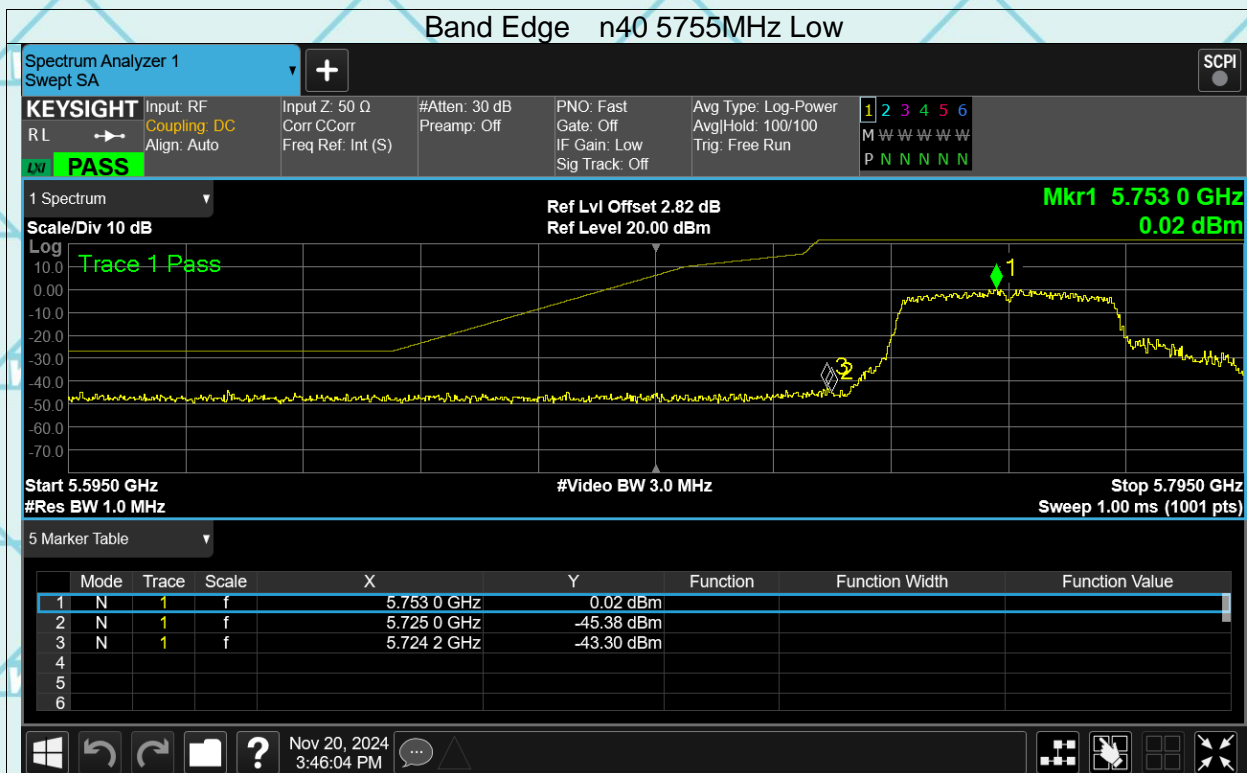 Band Edge n40 5755MHz Low
Spectrum Analyzer 1
Swept SA
SCPI
KEYSIGHT
RL
LXI PASS
Input: RF
Coupling: DC
Align: Auto
Input Z: 50 Ω
Corr CCorr
Freq Ref: Int (S)
#Atten: 30 dB
Preamp: Off
PNO: Fast
Gate: Off
IF Gain: Low
Sig Track: Off
Avg Type: Log-Power
Avg|Hold: 100/100
Trig: Free Run
1 2 3 4 5 6
M W W W W W
P N N N N N
1 Spectrum
Scale/Div 10 dB
Ref Lvl Offset 2.82 dB
Ref Level 20.00 dBm
Mkr1 5.753 0 GHz
0.02 dBm
Log
Trace 1 Pass
10.0
0.00
-10.0
-20.0
-30.0
-40.0
-50.0
-60.0
-70.0
1
3
2
Start 5.5950 GHz
#Res BW 1.0 MHz
#Video BW 3.0 MHz
Stop 5.7950 GHz
Sweep 1.00 ms (1001 pts)
5 Marker Table
Mode Trace Scale X Y Function Function Width Function Value
1 N 1 f 5.753 0 GHz 0.02 dBm
2 N 1 f 5.725 0 GHz -45.38 dBm
3 N 1 f 5.724 2 GHz -43.30 dBm
4
5
6
?
Nov 20, 2024
3:46:04 PM